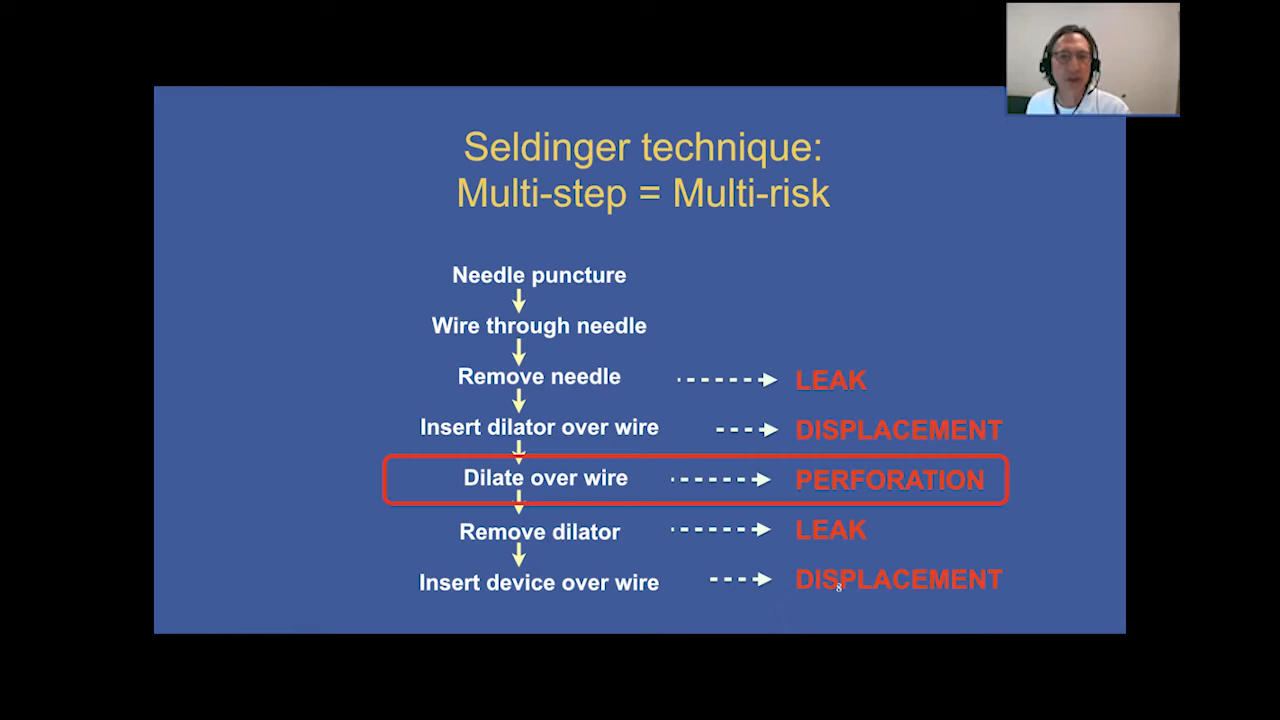 Seldinger technique:
Multi-step = Multi-risk
Needle puncture
Wire through needle
Remove needle
LEAK
Insert dilator over wire
DISPLACEMENT
Dilate over wire
PERFORATION
Remove dilator
LEAK
Insert device over wire
DISPLACEMENT
8